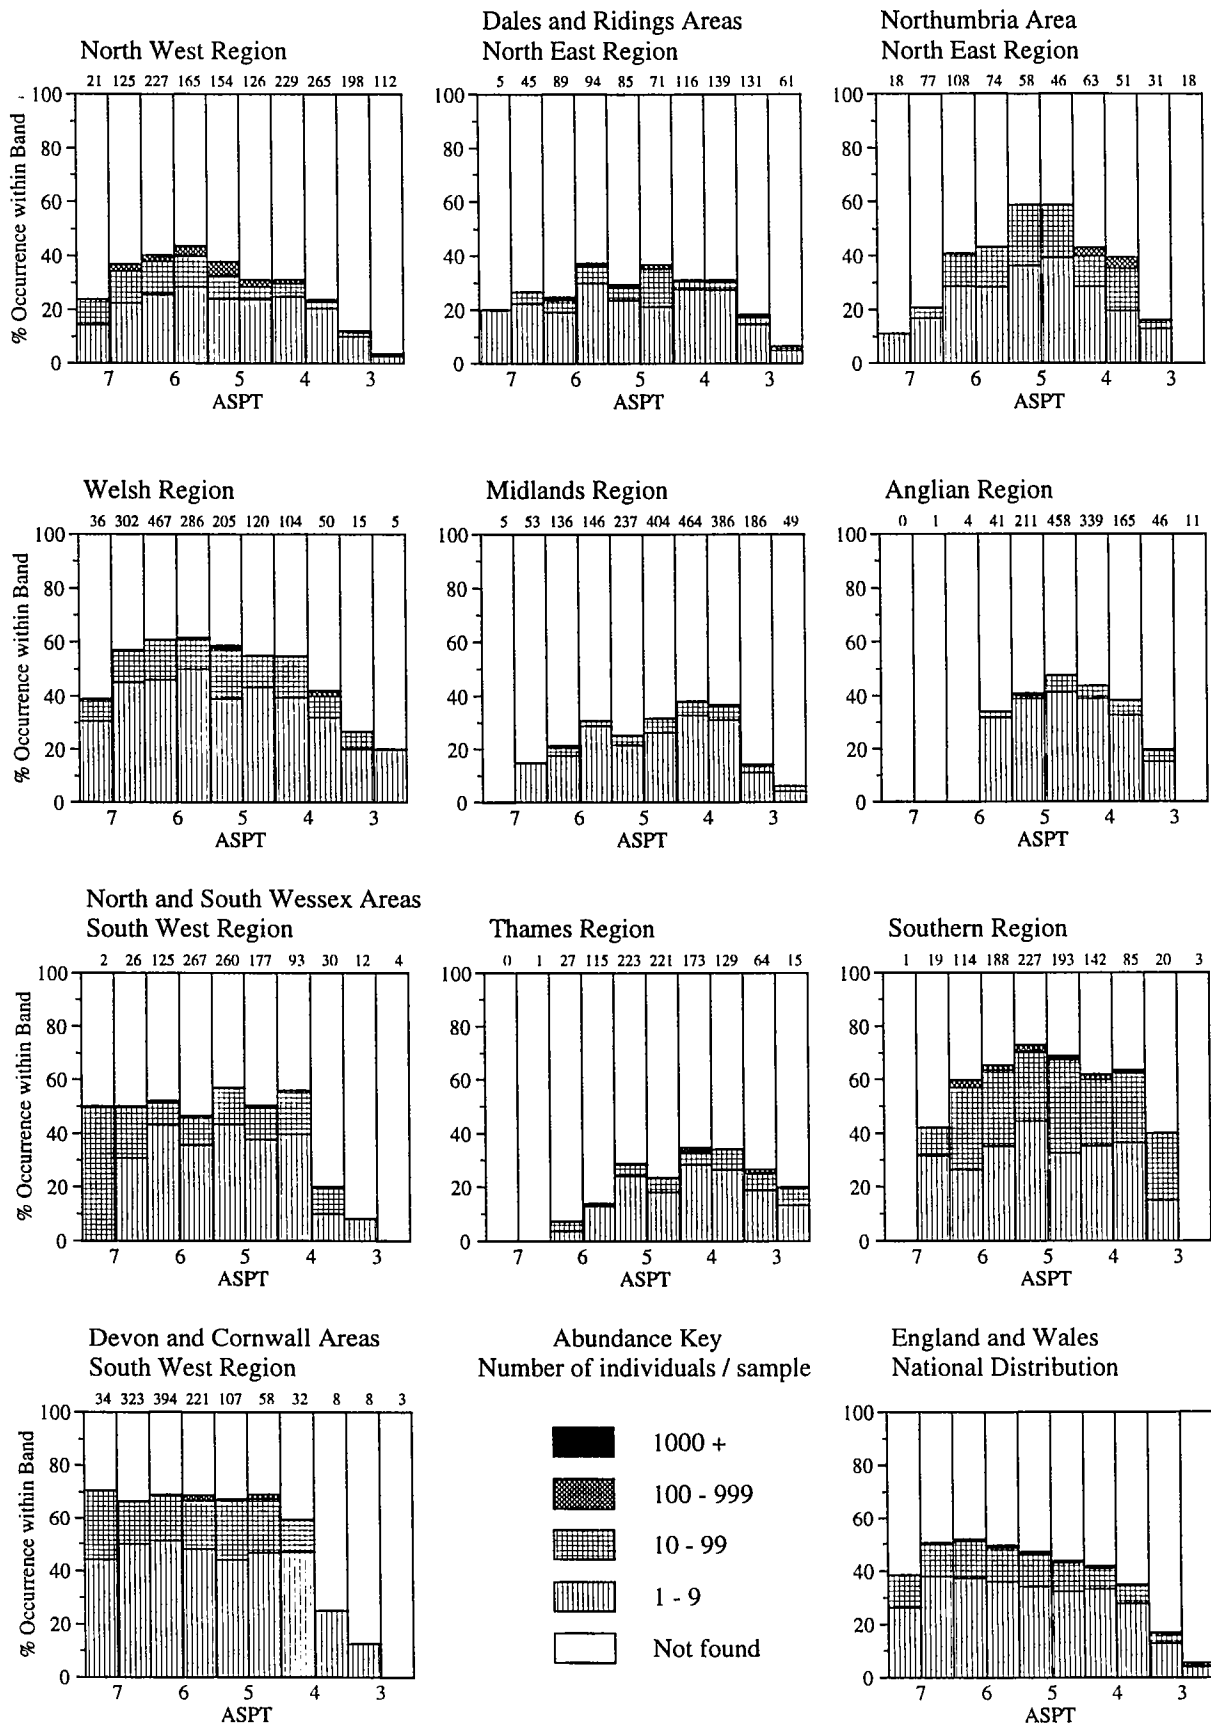 North West Region
21 125 227 165 154 126 229 265 198 112
% Occurrence within Band
100
80
60
40
20
0
7 6 5 4 3
ASPT
Dales and Ridings Areas
North East Region
5 45 89 94 85 71 116 139 131 61
100
80
60
40
20
0
7 6 5 4 3
ASPT
Northumbria Area
North East Region
18 77 108 74 58 46 63 51 31 18
100
80
60
40
20
0
7 6 5 4 3
ASPT
Welsh Region
36 302 467 286 205 120 104 50 15 5
% Occurrence within Band
100
80
60
40
20
0
7 6 5 4 3
ASPT
Midlands Region
5 53 136 146 237 404 464 386 186 49
100
80
60
40
20
0
7 6 5 4 3
ASPT
Anglian Region
0 1 4 41 211 458 339 165 46 11
100
80
60
40
20
0
7 6 5 4 3
ASPT
North and South Wessex Areas
South West Region
2 26 125 267 260 177 93 30 12 4
% Occurrence within Band
100
80
60
40
20
0
7 6 5 4 3
ASPT
Thames Region
0 1 27 115 223 221 173 129 64 15
100
80
60
40
20
0
7 6 5 4 3
ASPT
Southern Region
1 19 114 188 227 193 142 85 20 3
100
80
60
40
20
0
7 6 5 4 3
ASPT
Devon and Cornwall Areas
South West Region
34 323 394 221 107 58 32 8 8 3
% Occurrence within Band
100
80
60
40
20
0
7 6 5 4 3
ASPT
Abundance Key
Number of individuals / sample
1000 +
100 - 999
10 - 99
1 - 9
Not found
England and Wales
National Distribution
100
80
60
40
20
0
7 6 5 4 3
ASPT